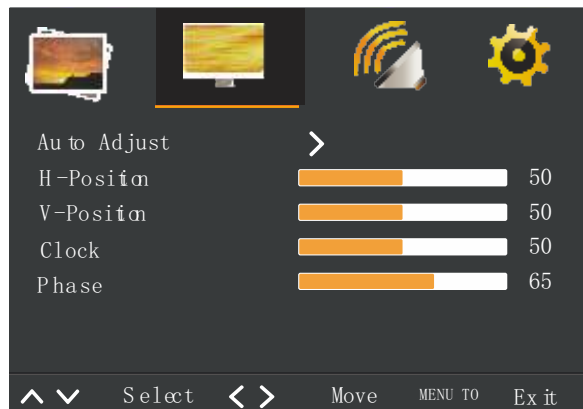 Auto Adjust
H-Position 50
V-Position 50
Clock 50
Phase 65
Select Move MENU TO Exit